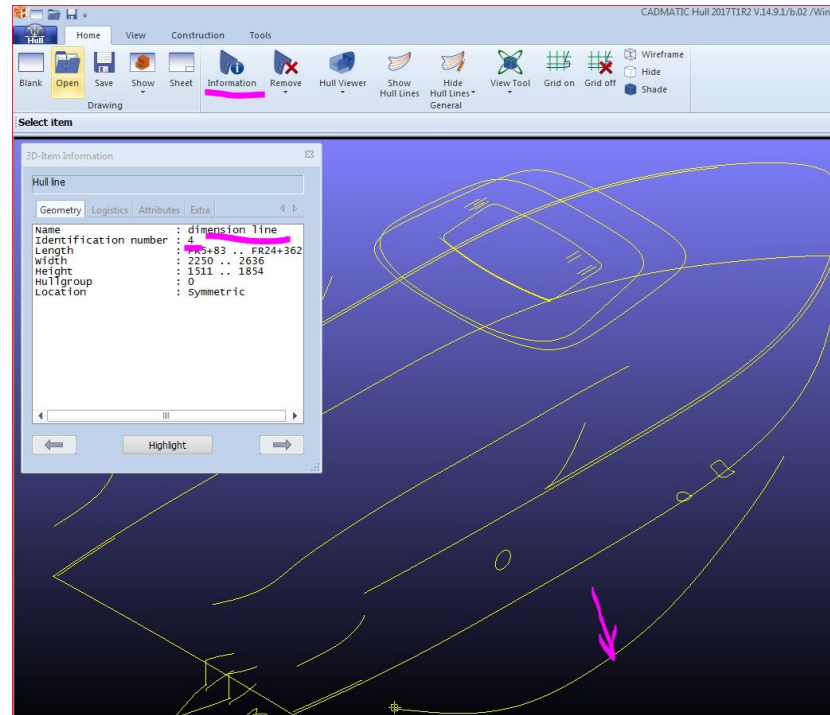 CADMATIC Hull 2017T1R2 V.14.9.1/b.02 /Win
Hull
Home View Construction Tools
Blank Open Save Show Sheet Information Remove Hull Viewer Show Hull Lines Hide Hull Lines View Tool Grid on Grid off Wireframe
Hide
Shade
Drawing General
Select item
3D-Item Information
Hull line
Geometry Logistics Attributes Extra
Name : dimension line
Identification number : 4
Length : FR5+83 .. FR24+362
Width : 2250 .. 2636
Height : 1511 .. 1854
Hullgroup : 0
Location : Symmetric
Highlight